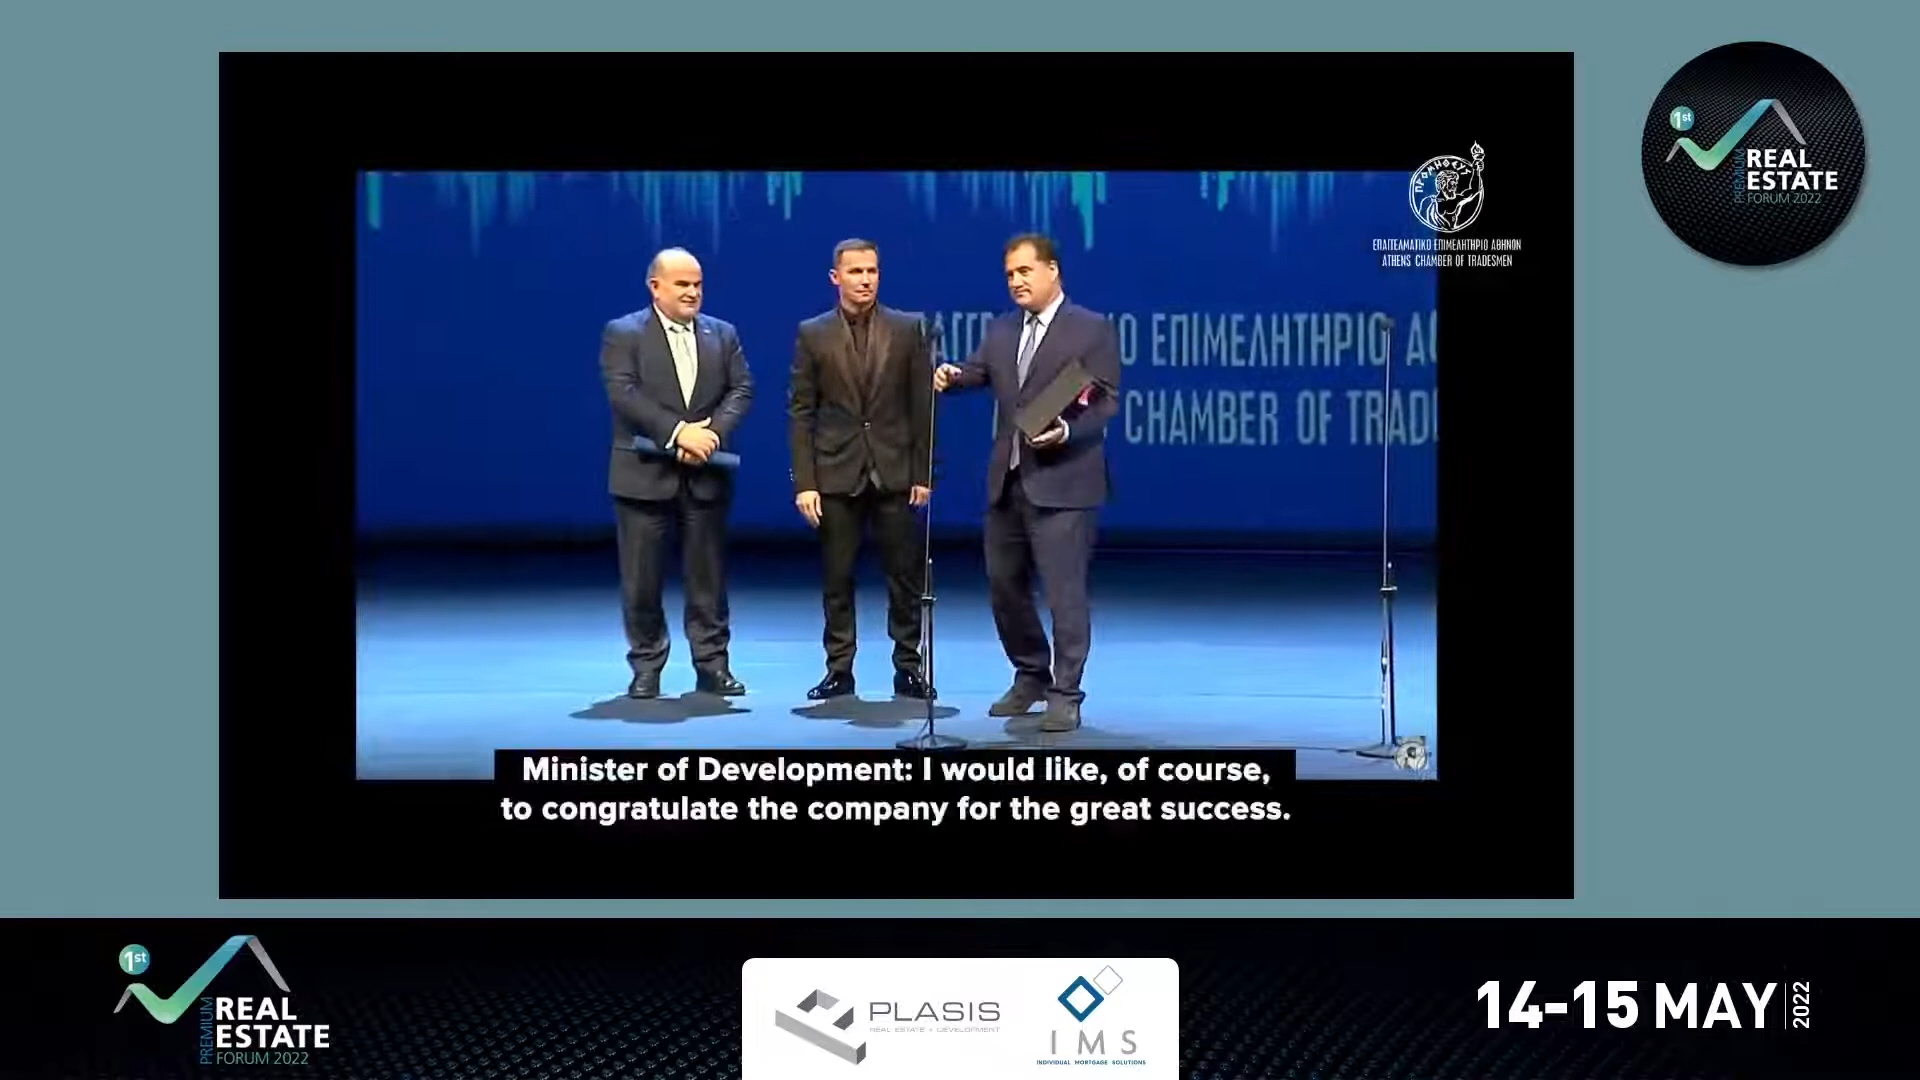 ΠΡΟΜΗΘΕΥΣ
ΕΠΑΓΓΕΛΜΑΤΙΚΟ ΕΠΙΜΕΛΗΤΗΡΙΟ ΑΘΗΝΩΝ
ATHENS CHAMBER OF TRADESMEN
1st
PREMIUM
REAL
ESTATE
FORUM 2022
ΕΠΙΜΕΛΗΤΗΡΙΟ
CHAMBER OF
Minister of Development: I would like, of course,
to congratulate the company for the great success.
1st
PREMIUM
REAL
ESTATE
FORUM 2022
PLASIS
REAL ESTATE + DEVELOPMENT
IMS
INDIVIDUAL MORTGAGE SOLUTIONS
14-15 MAY 2022